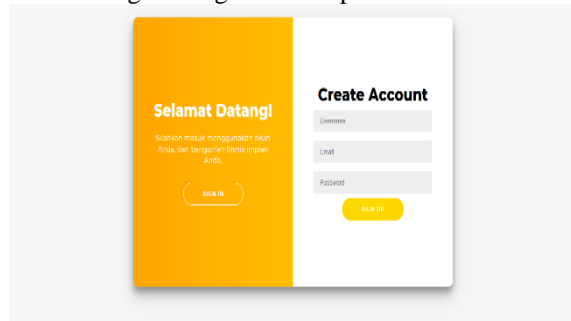 Selamat Datang!
Silahkan masuk menggunakan akun
Anda, dan bangunlah bisnis impian
Anda.
SIGN IN
Create Account
Username
Email
Password
SIGN UP